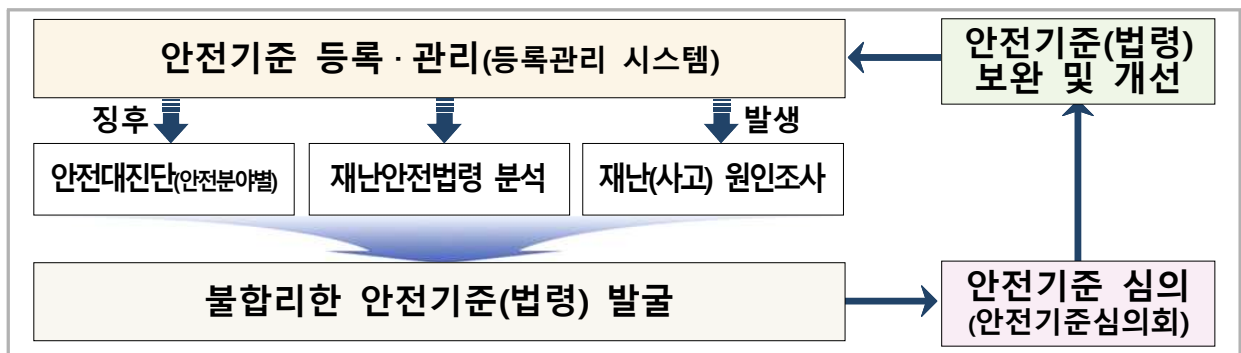 안전기준 등록 · 관리(등록관리 시스템)
안전기준(법령)
보완 및 개선
징후
발생
안전대진단(안전분야별)
재난안전법령 분석
재난(사고) 원인조사
불합리한 안전기준(법령) 발굴
안전기준 심의
(안전기준심의회)